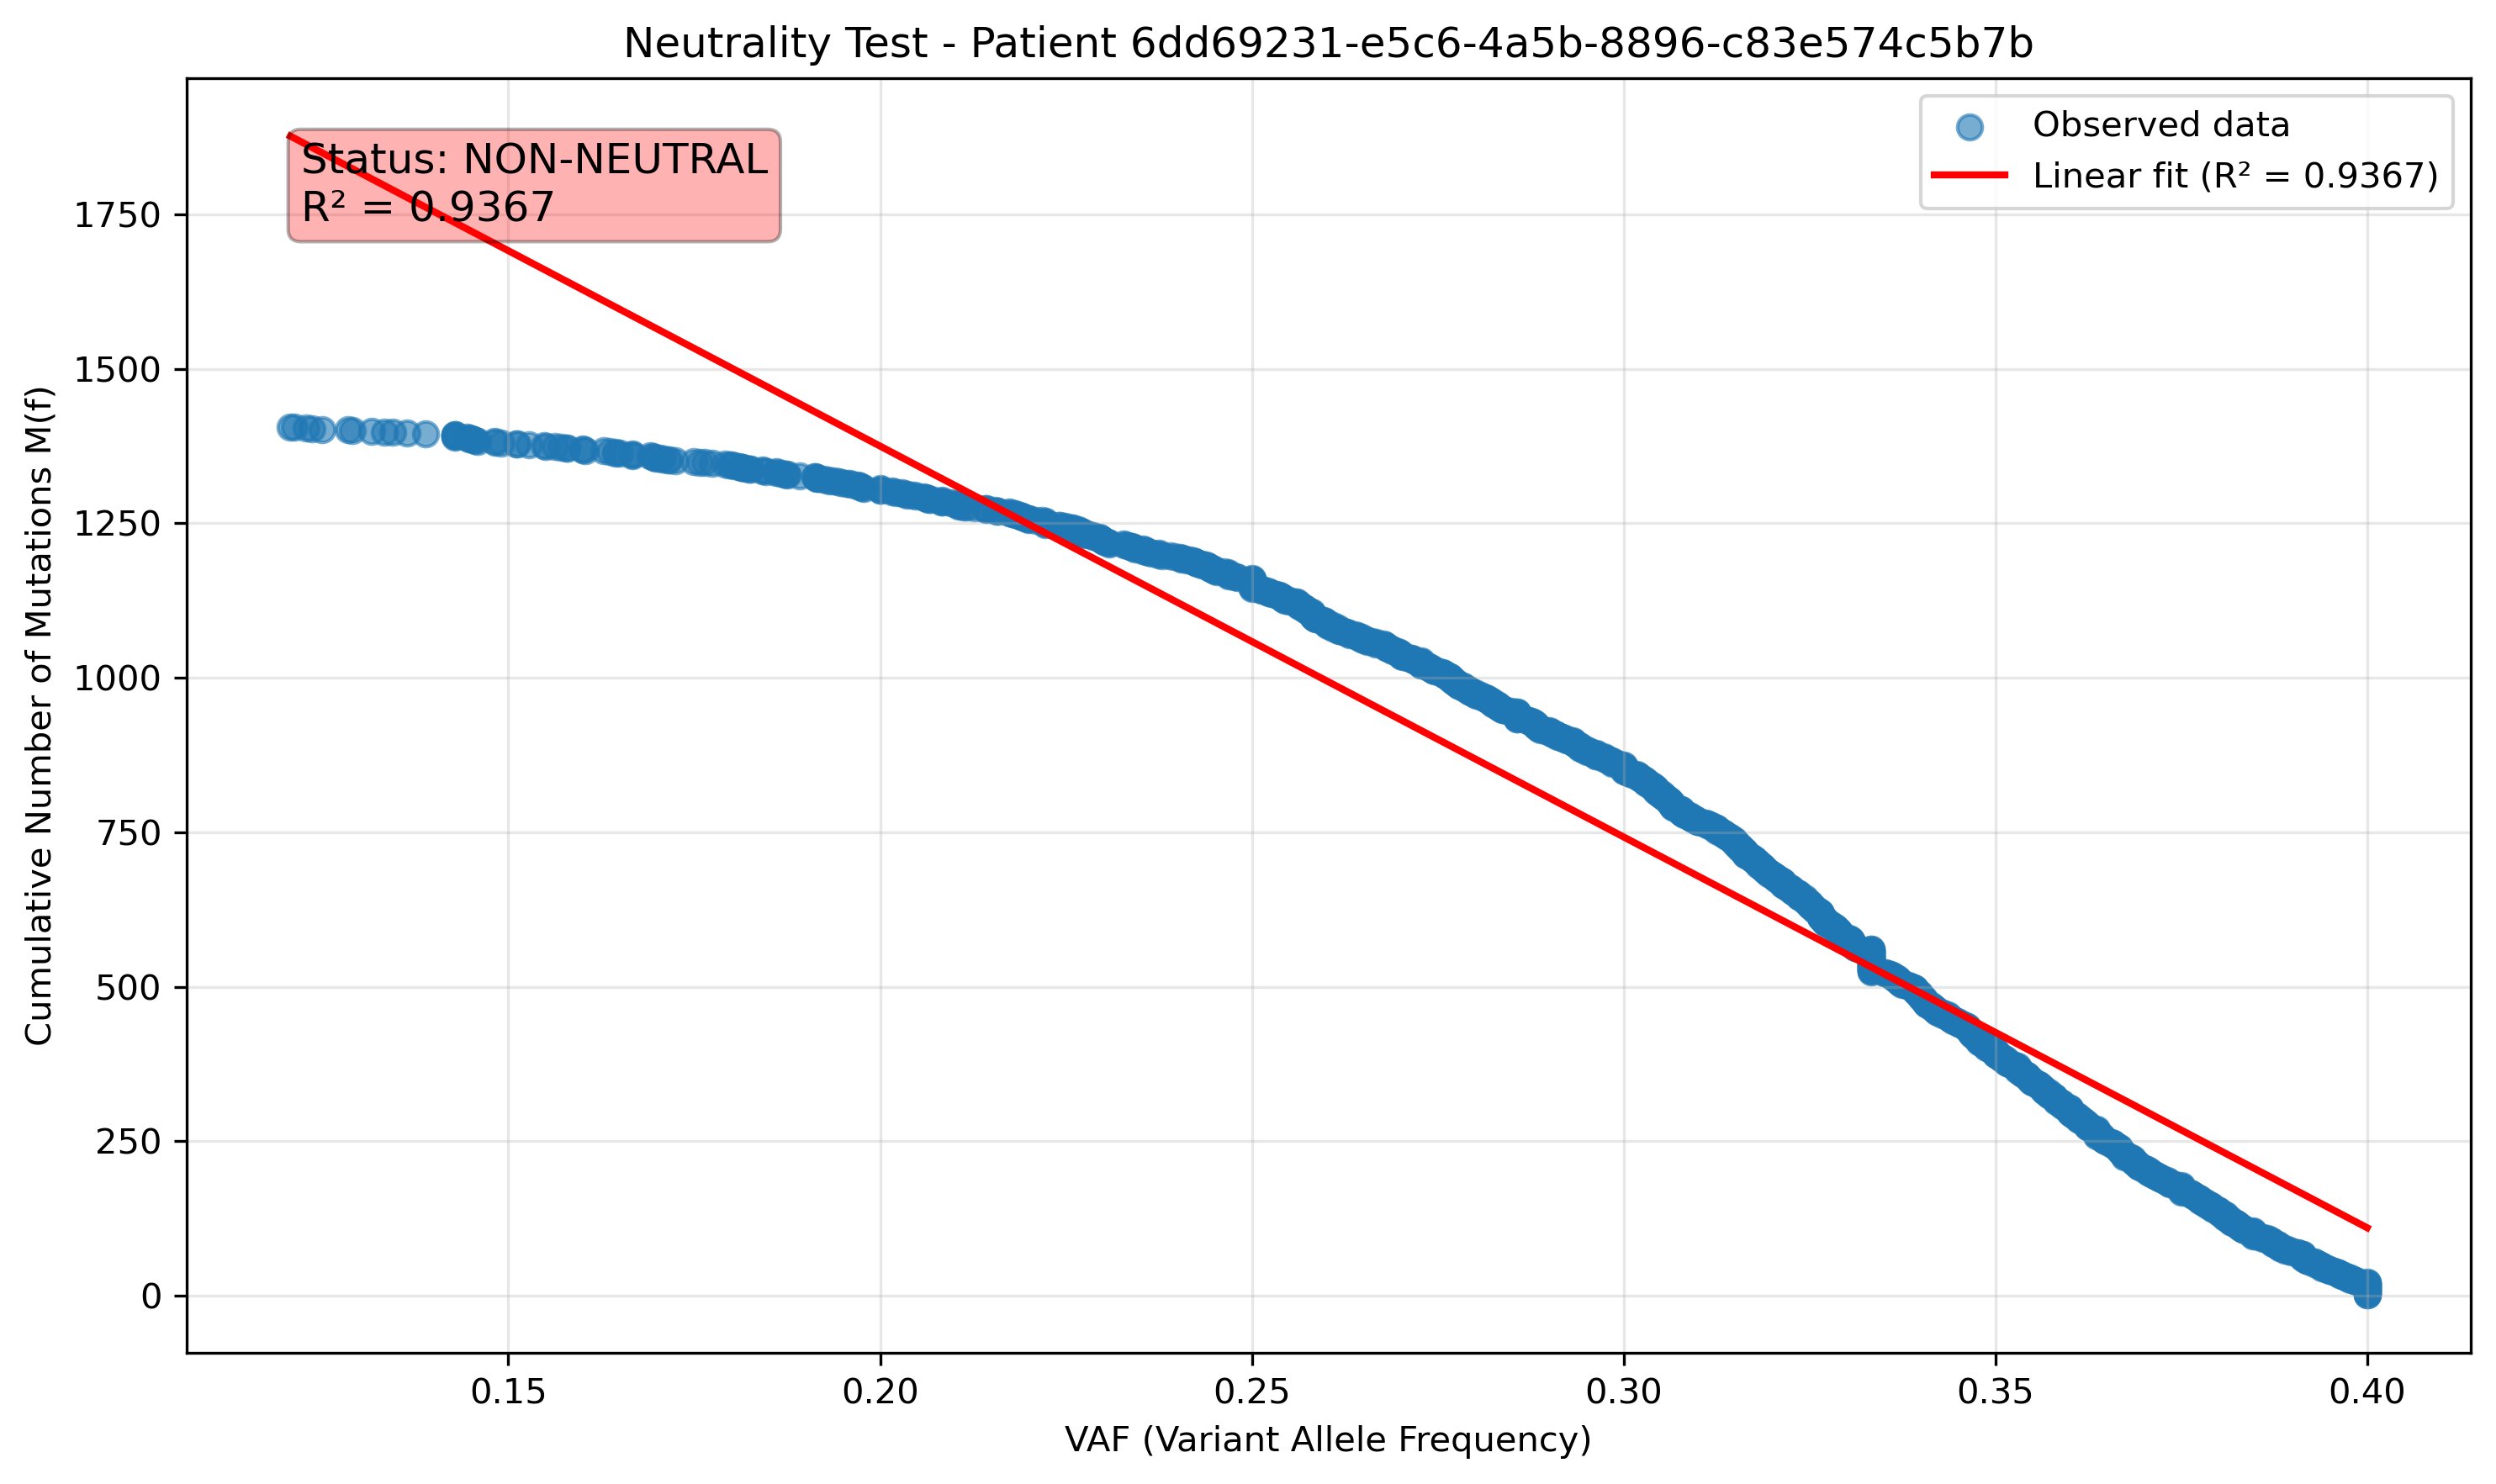 Neutrality Test - Patient 6dd69231-e5c6-4a5b-8896-c83e574c5b7b
Status: NON-NEUTRAL
R² = 0.9367
Observed data
Linear fit (R² = 0.9367)
Cumulative Number of Mutations M(f)
1750
1500
1250
1000
750
500
250
0
0.15
0.20
0.25
0.30
0.35
0.40
VAF (Variant Allele Frequency)